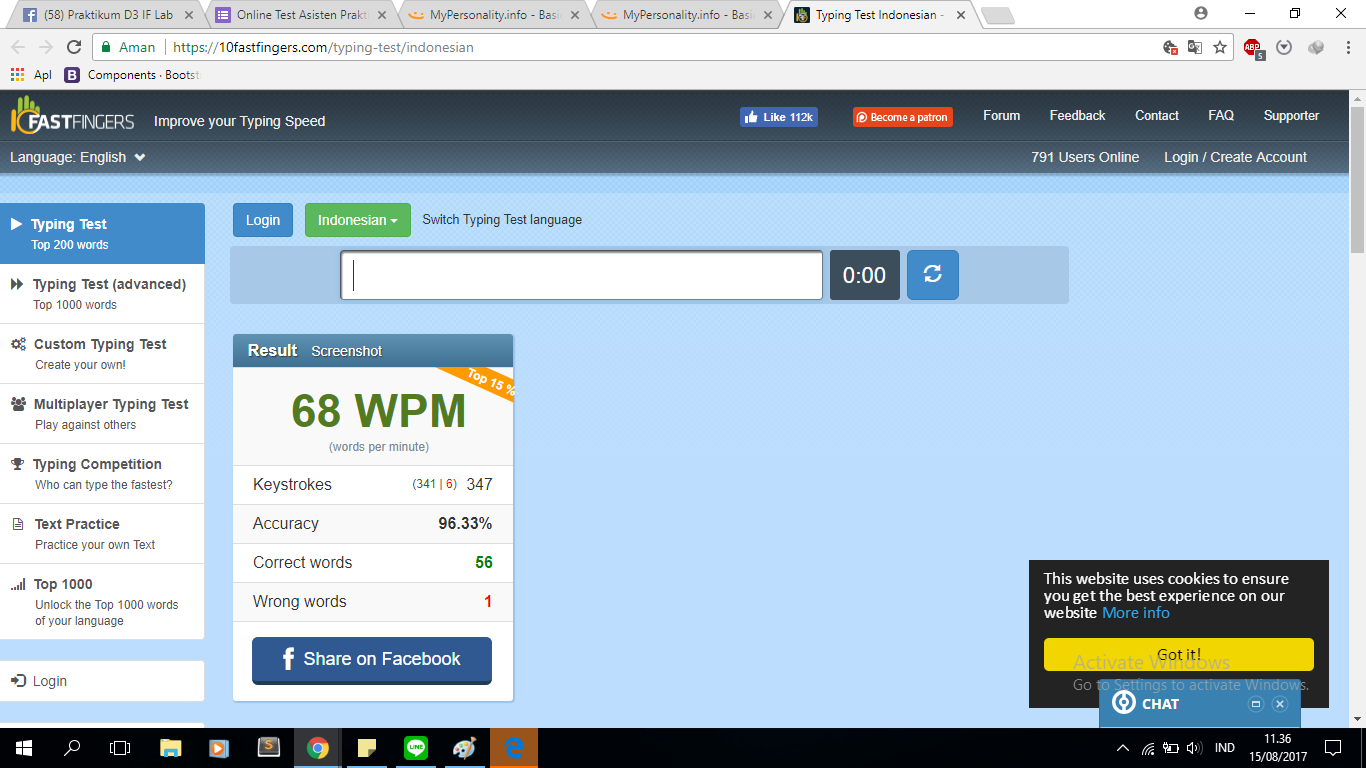 (58) Praktikum D3 IF Lab
Online Test Asisten Prakt
MyPersonality.info - Basi
MyPersonality.info - Basi
Typing Test Indonesian -
Aman
https://10fastfingers.com/typing-test/indonesian
ABP
5
Apl
B Components · Bootst
10FASTFINGERS
Improve your Typing Speed
Like 112k
Become a patron
Forum
Feedback
Contact
FAQ
Supporter
Language: English
791 Users Online
Login / Create Account
Typing Test
Top 200 words
Typing Test (advanced)
Top 1000 words
Custom Typing Test
Create your own!
Multiplayer Typing Test
Play against others
Typing Competition
Who can type the fastest?
Text Practice
Practice your own Text
Top 1000
Unlock the Top 1000 words
of your language
Login
Login
Indonesian
Switch Typing Test language
0:00
Result Screenshot
Top 15 %
68 WPM
(words per minute)
Keystrokes (341 | 6) 347
Accuracy 96.33%
Correct words 56
Wrong words 1
Share on Facebook
This website uses cookies to ensure
you get the best experience on our
website More info
Got it!
Activate Windows
Go to Settings to activate Windows.
CHAT
LINE
IND
11.36
15/08/2017